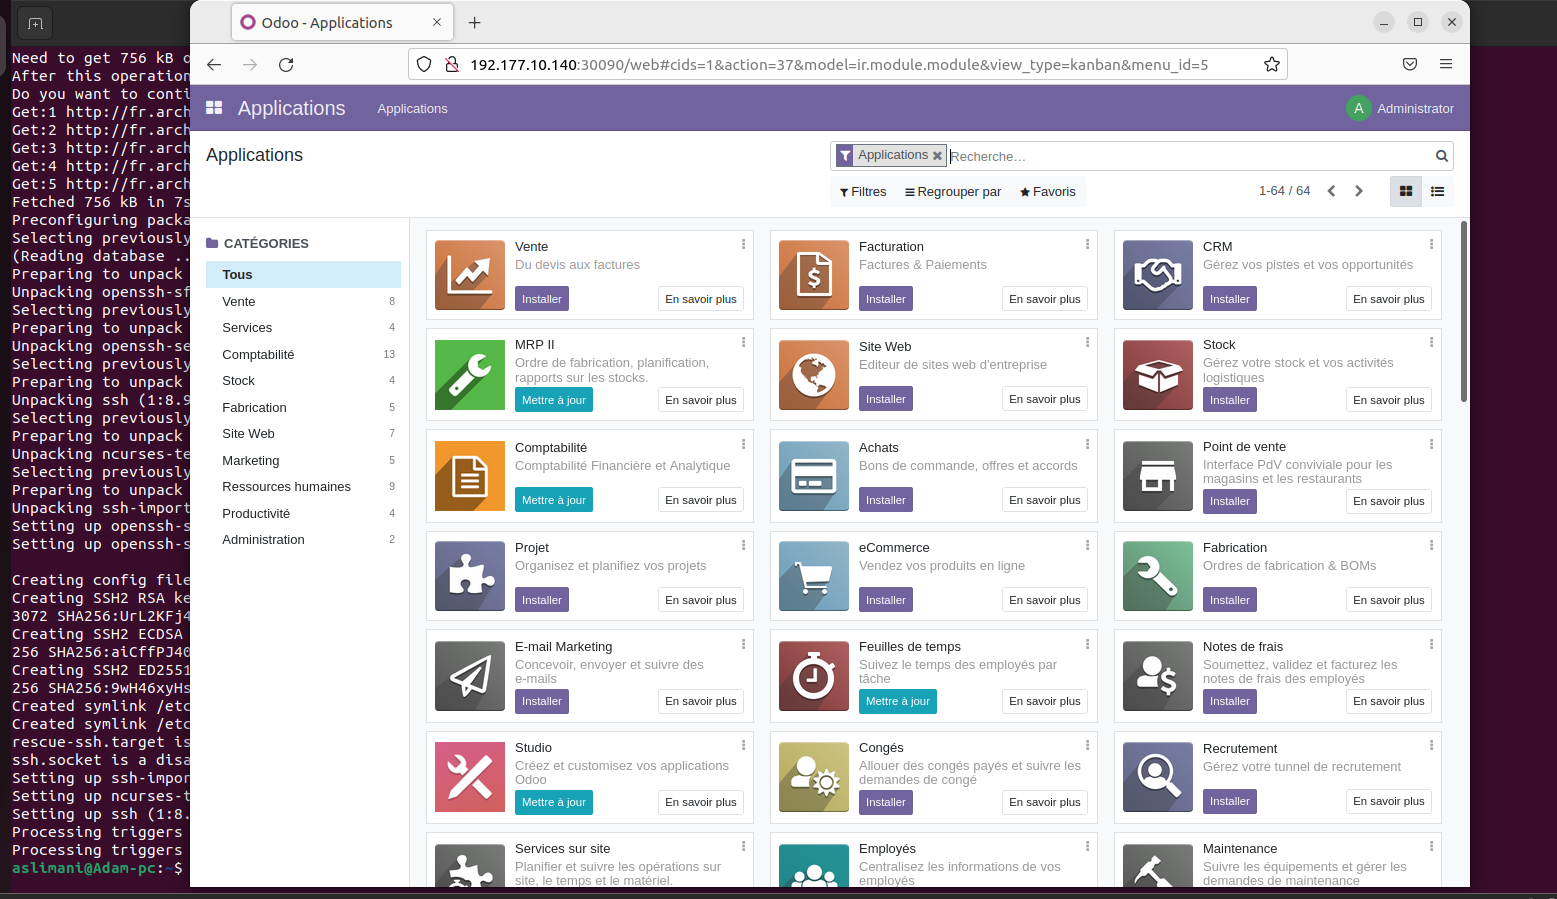 Need to get 756 kB o
After this operation
Do you want to conti
Get:1 http://fr.arch
Get:2 http://fr.arch
Get:3 http://fr.arch
Get:4 http://fr.arch
Get:5 http://fr.arch
Fetched 756 kB in 7s
Preconfiguring packa
Selecting previously
(Reading database ..
Preparing to unpack
Unpacking openssh-sf
Selecting previously
Preparing to unpack
Unpacking openssh-se
Selecting previously
Preparing to unpack
Unpacking ssh (1:8.9
Selecting previously
Preparing to unpack
Unpacking ncurses-te
Selecting previously
Preparing to unpack
Unpacking ssh-import
Setting up openssh-s
Setting up openssh-s
Creating config file
Creating SSH2 RSA ke
3072 SHA256:UrL2KFj4
Creating SSH2 ECDSA
256 SHA256:aiCffPJ40
Creating SSH2 ED2551
256 SHA256:9wH46xyHs
Created symlink /etc
Created symlink /etc
rescue-ssh.target is
ssh.socket is a disa
Setting up ssh-impor
Setting up ncurses-t
Setting up ssh (1:8.
Processing triggers
Processing triggers
aslimani@Adam-pc:~$
Odoo - Applications
192.177.10.140:30090/web#cids=1&action=37&model=ir.module.module&view_type=kanban&menu_id=5
Applications Applications A Administrator
Applications
Applications Recherche...
Filtres Regrouper par Favoris 1-64 / 64
CATÉGORIES
Tous
Vente 8
Services 4
Comptabilité 13
Stock 4
Fabrication 5
Site Web 7
Marketing 5
Ressources humaines 9
Productivité 4
Administration 2
Vente
Du devis aux factures
Installer En savoir plus
Facturation
Factures & Paiements
Installer En savoir plus
CRM
Gérez vos pistes et vos opportunités
Installer En savoir plus
MRP II
Ordre de fabrication, planification,
rapports sur les stocks.
Mettre à jour En savoir plus
Site Web
Editeur de sites web d'entreprise
Installer En savoir plus
Stock
Gérez votre stock et vos activités
logistiques
Installer En savoir plus
Comptabilité
Comptabilité Financière et Analytique
Mettre à jour En savoir plus
Achats
Bons de commande, offres et accords
Installer En savoir plus
Point de vente
Interface PdV conviviale pour les
magasins et les restaurants
Installer En savoir plus
Projet
Organisez et planifiez vos projets
Installer En savoir plus
eCommerce
Vendez vos produits en ligne
Installer En savoir plus
Fabrication
Ordres de fabrication & BOMs
Installer En savoir plus
E-mail Marketing
Concevoir, envoyer et suivre des
e-mails
Installer En savoir plus
Feuilles de temps
Suivez le temps des employés par
tâche
Mettre à jour En savoir plus
Notes de frais
Soumettez, validez et facturez les
notes de frais des employés
Installer En savoir plus
Studio
Créez et customisez vos applications
Odoo
Mettre à jour En savoir plus
Congés
Allouer des congés payés et suivre les
demandes de congé
Installer En savoir plus
Recrutement
Gérez votre tunnel de recrutement
Installer En savoir plus
Services sur site
Planifier et suivre les opérations sur
site, le temps et le matériel.
Employés
Centralisez les informations de vos
employés
Maintenance
Suivre les équipements et gérer les
demandes de maintenance